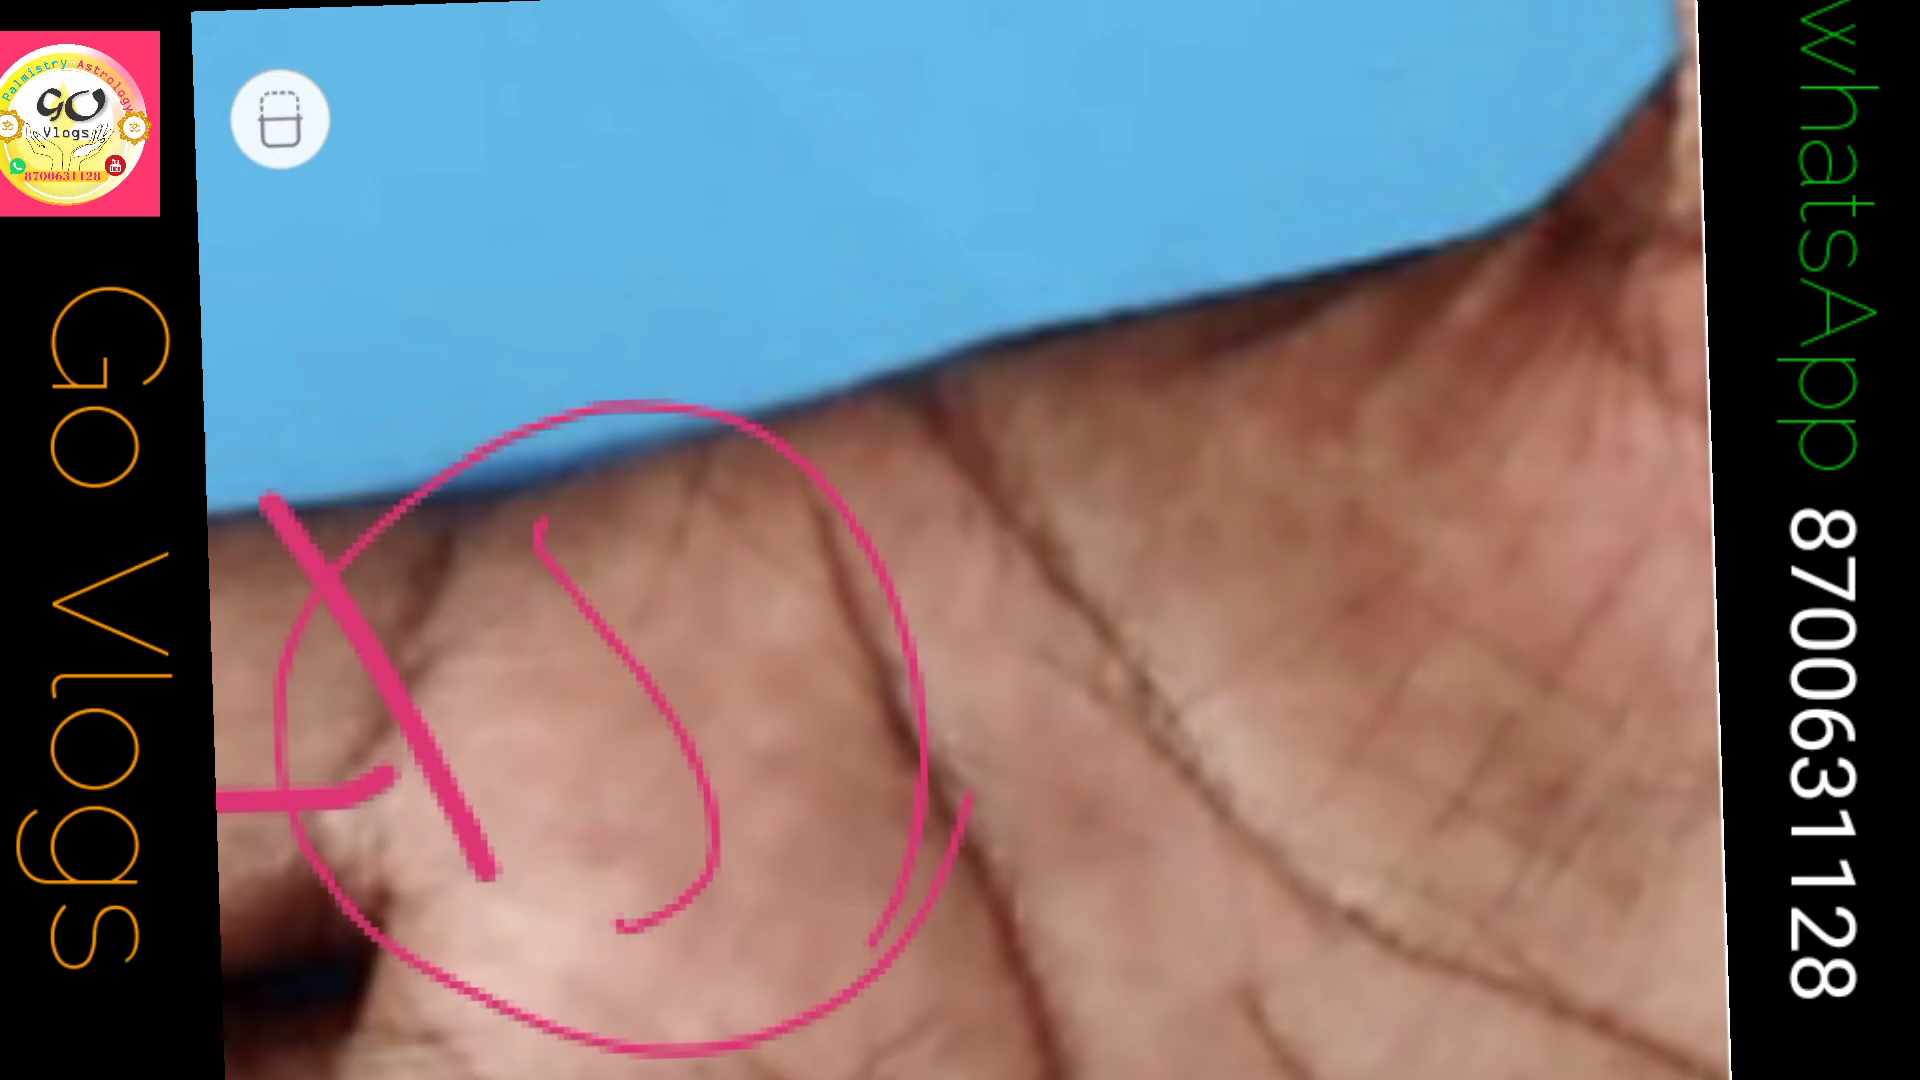 Palmistry Astrology
GO
Vlogs
8700631128
Go Vlogs
WhatsApp 8700631128